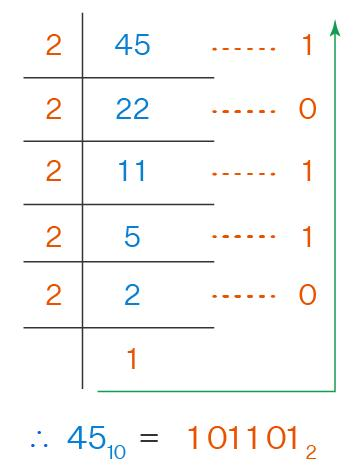 2 45 ...... 1
2 22 ...... 0
2 11 ...... 1
2 5 ...... 1
2 2 ...... 0
1
∴ 45₁₀ = 101101₂